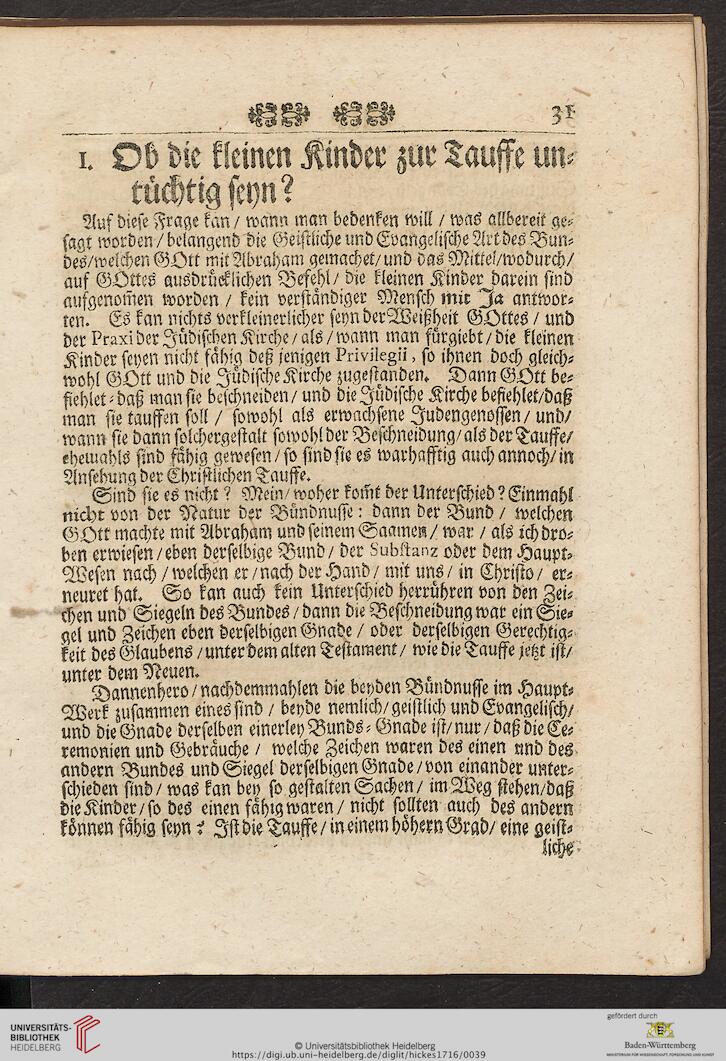 31
1. Ob die kleinen Kinder zur Tauffe un-
tüchtig seyn?
Auf diese Frage kan / wann man bedenken will / was allbereit ge-
sagt worden / belangend die Geistliche und Evangelische Art des Bun-
des/welchen GOtt mit Abraham gemachet/und das Mittel/wodurch/
auf GOttes ausdrücklichen Befehl/ die kleinen Kinder darein sind
aufgenom̃en worden / kein verständiger Mensch mit Ja antwor-
ten. Es kan nichts verkleinerlicher seyn der Weißheit GOttes / und
der Praxi der Jüdischen Kirche/als/wann man fürgiebt/die kleinen
Kinder seyen nicht fähig deß jenigen Privilegii, so ihnen doch gleich-
wohl GOtt und die Jüdische Kirche zugestanden. Dann GOtt be-
fiehlet-daß man sie beschneiden/ und die Jüdische Kirche befiehlet/daß
man sie tauffen soll / sowohl als erwachsene Judengenossen / und/
wann sie dann solchergestalt sowohl der Beschneidung/als der Tauffe/
ehemahls sind fähig gewesen/so sind sie es warhafftig auch annoch/in
Ansehung der Christlichen Tauffe.
Sind sie es nicht? Mein/woher kom̃t der Unterschied? Einmahl
nicht von der Natur der Bündnusse: dann der Bund / welchen
GOtt machte mit Abraham und seinem Saamen/ war / als ich dro-
ben erwiesen/eben derselbige Bund/ der Substanz oder dem Haupt-
Wesen nach/welchen er/nach der Hand/ mit uns/ in Christo/ er-
neuret hat. So kan auch kein Unterschied herrühren von den Zei-
chen und Siegeln des Bundes/dann die Beschneidung war ein Sie-
gel und Zeichen eben derselbigen Gnade / oder derselbigen Gerechtig-
keit des Glaubens/unter dem alten Testament/ wie die Tauffe jetzt ist/
unter dem Neuen.
Dannenhero/nachdemmahlen die beyden Bündnusse im Haupt-
Werk zusammen eines sind/ beyde nemlich/geistlich und Evangelisch/
und die Gnade derselben einerley Bunds-Gnade ist/nur/daß die Ce-
remonien und Gebräuche / welche Zeichen waren des einen und des
andern Bundes und Siegel derselbigen Gnade/von einander unter-
schieden sind/ was kan bey so gestalten Sachen/ im Weg stehen/daß
die Kinder/so des einen fähig waren/ nicht sollten auch des andern
können fähig seyn? Ist die Tauffe/in einem höhern Grad/ eine geist-
liche
UNIVERSITÄTS-
BIBLIOTHEK
HEIDELBERG
© Universitätsbibliothek Heidelberg
https://digi.ub.uni-heidelberg.de/diglit/hickes1716/0039
gefördert durch
Baden-Württemberg
MINISTERIUM FÜR WISSENSCHAFT, FORSCHUNG UND KUNST